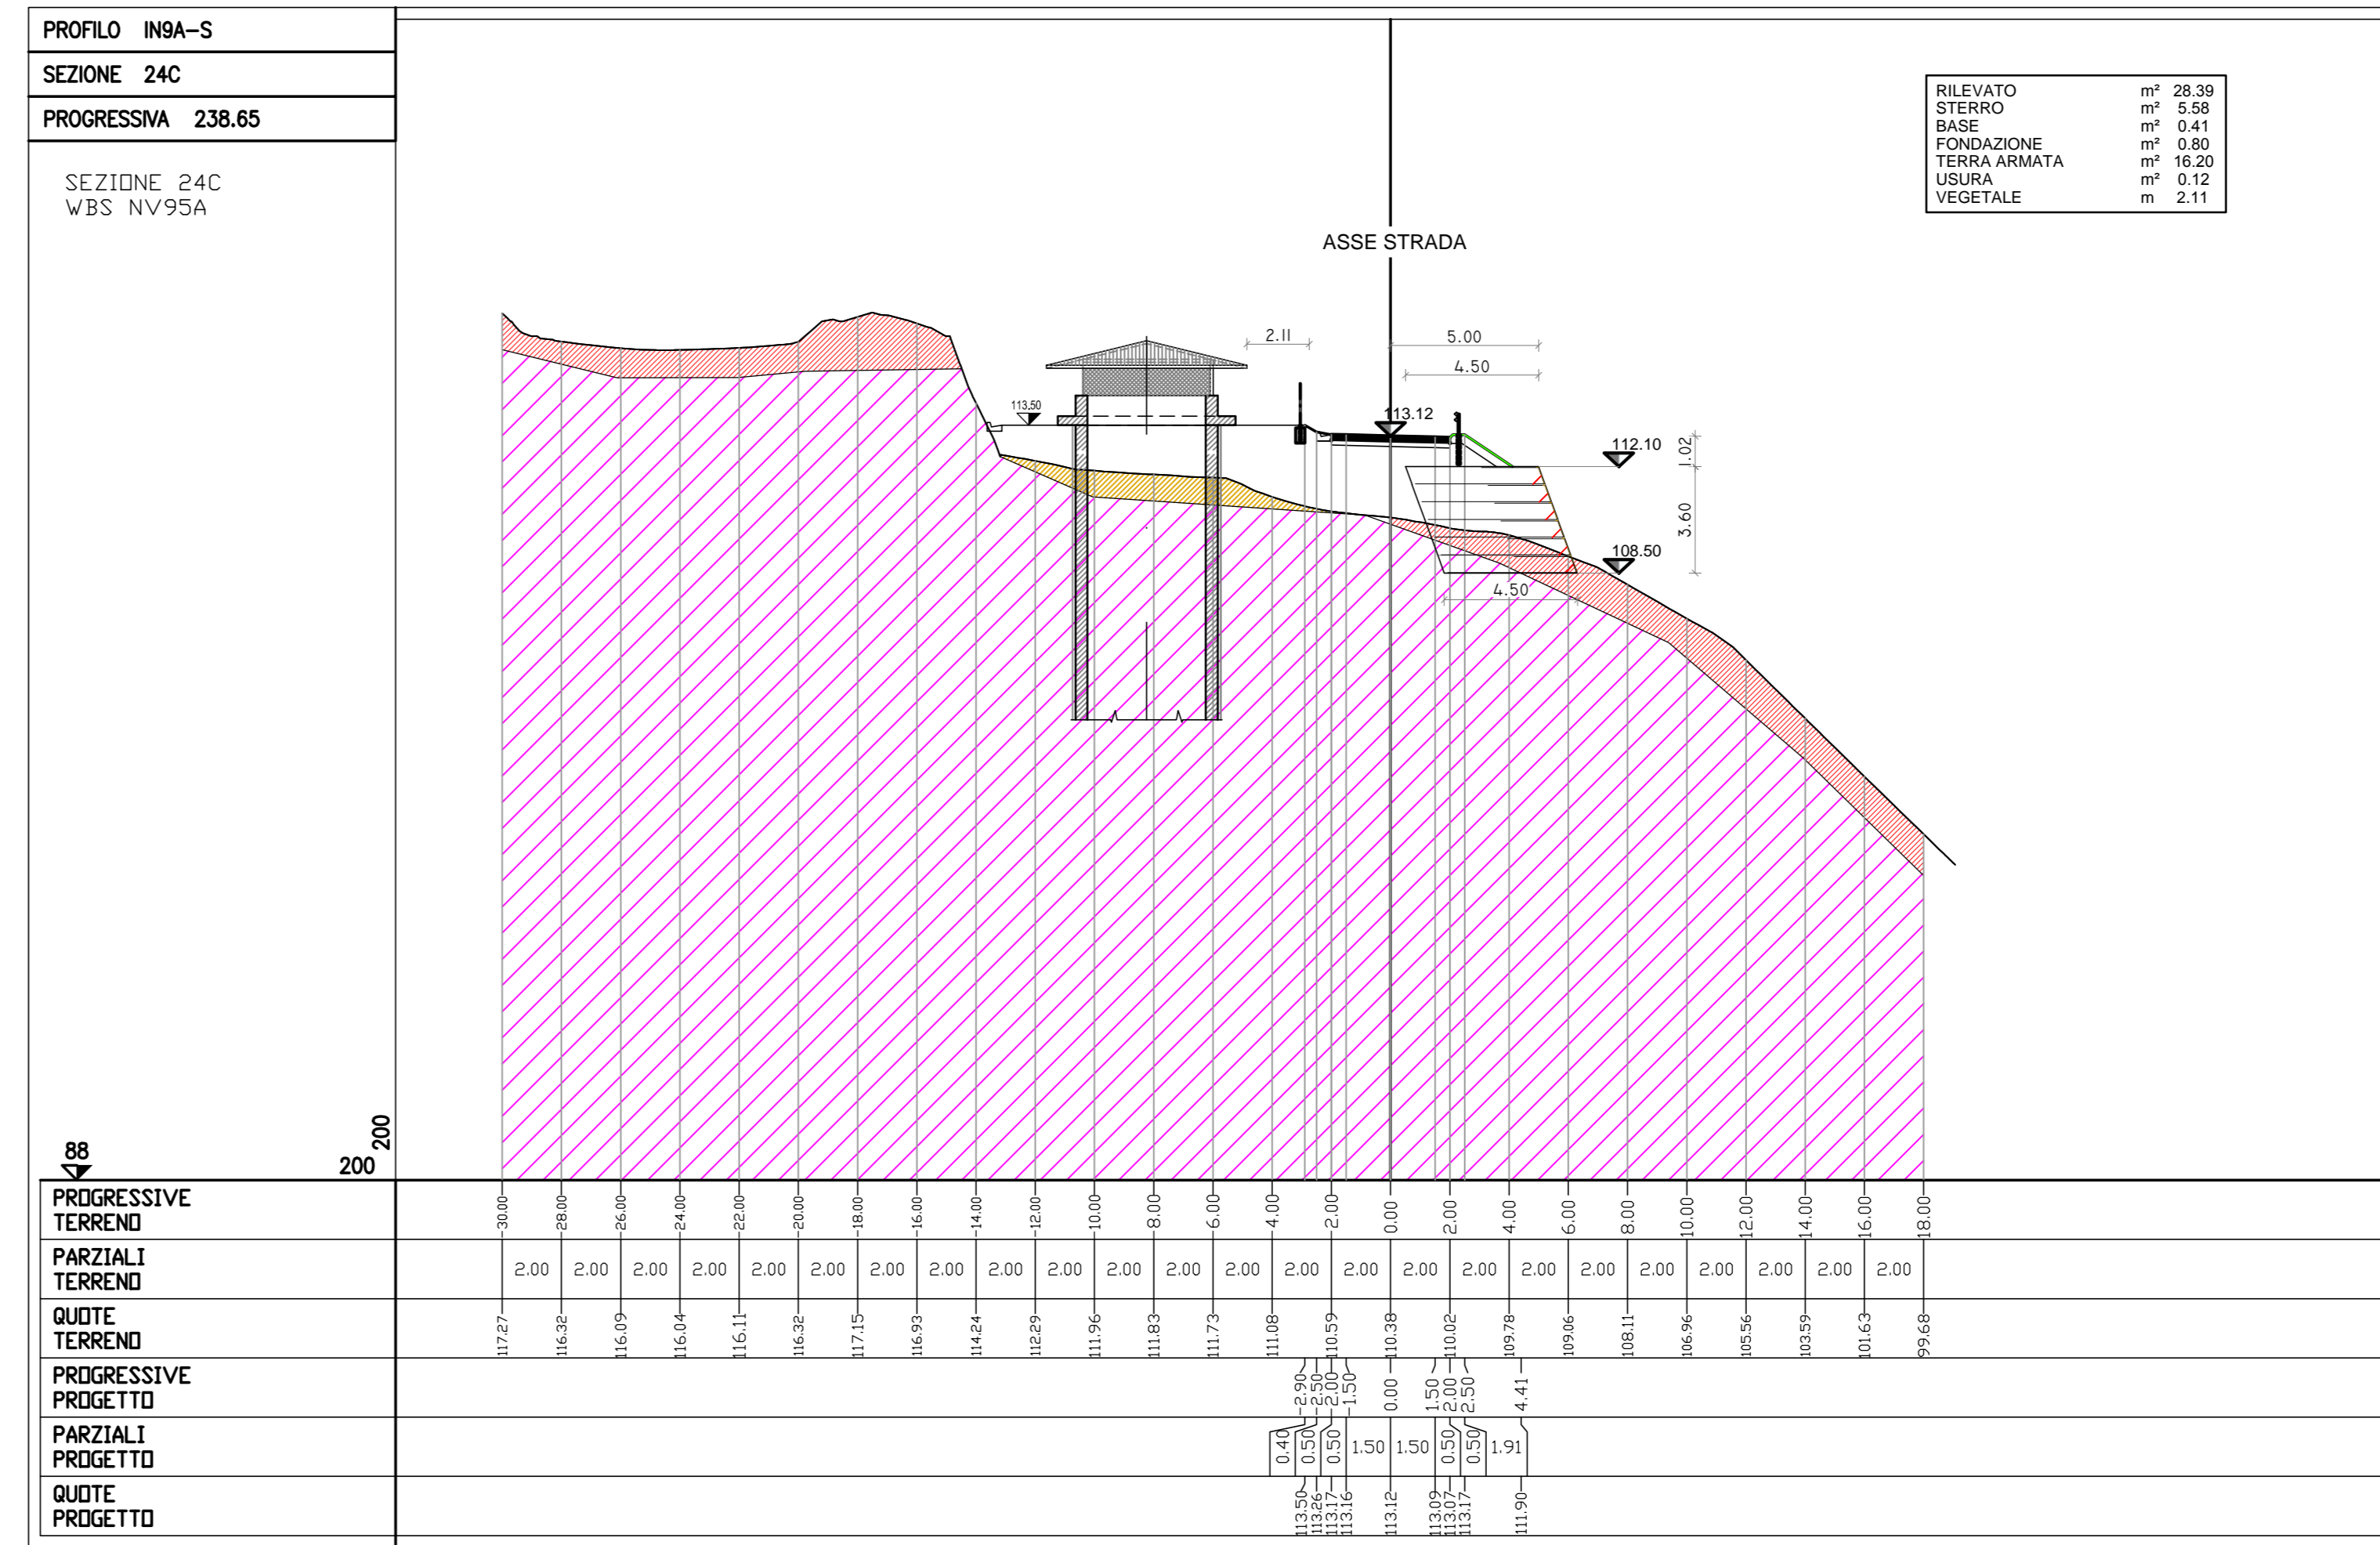 PROFILO IN9A-S
SEZIONE 24C
PROGRESSIVA 238.65
SEZIONE 24C
WBS NV95A
RILEVATO m² 28.39
STERRO m² 5.58
BASE m² 0.41
FONDAZIONE m² 0.80
TERRA ARMATA m² 16.20
USURA m² 0.12
VEGETALE m 2.11
ASSE STRADA
2.11
5.00
4.50
113.50
113.12
112.10
1.02
3.60
108.50
4.50
88
200
200
PROGRESSIVE
TERRENO
-30.00 -28.00 -26.00 -24.00 -22.00 -20.00 -18.00 -16.00 -14.00 -12.00 -10.00 -8.00 -6.00 -4.00 -2.00 0.00 2.00 4.00 6.00 8.00 10.00 12.00 14.00 16.00 18.00
PARZIALI
TERRENO
2.00 2.00 2.00 2.00 2.00 2.00 2.00 2.00 2.00 2.00 2.00 2.00 2.00 2.00 2.00 2.00 2.00 2.00 2.00 2.00 2.00 2.00 2.00 2.00
QUOTE
TERRENO
117.27 116.32 116.09 116.04 116.11 116.32 117.15 116.93 114.24 112.29 111.96 111.83 111.73 111.08 110.59 110.38 110.02 109.78 109.06 108.11 106.96 105.56 103.59 101.63 99.68
PROGRESSIVE
PROGETTO
-2.90 -2.50 -2.00 -1.50 0.00 1.50 2.00 2.50 4.41
PARZIALI
PROGETTO
0.40 0.50 0.50 1.50 1.50 0.50 0.50 1.91
QUOTE
PROGETTO
113.50 113.26 113.17 113.16 113.12 113.09 113.07 113.17 111.90